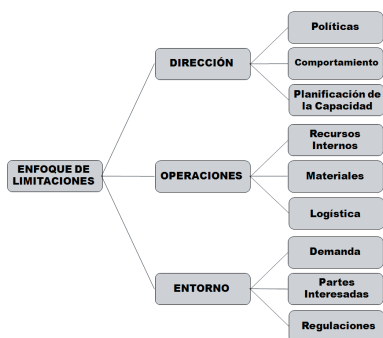 Políticas
DIRECCIÓN
Comportamiento
Planificación de
la Capacidad
Recursos
Internos
ENFOQUE DE
LIMITACIONES
OPERACIONES
Materiales
Logística
Demanda
ENTORNO
Partes
Interesadas
Regulaciones